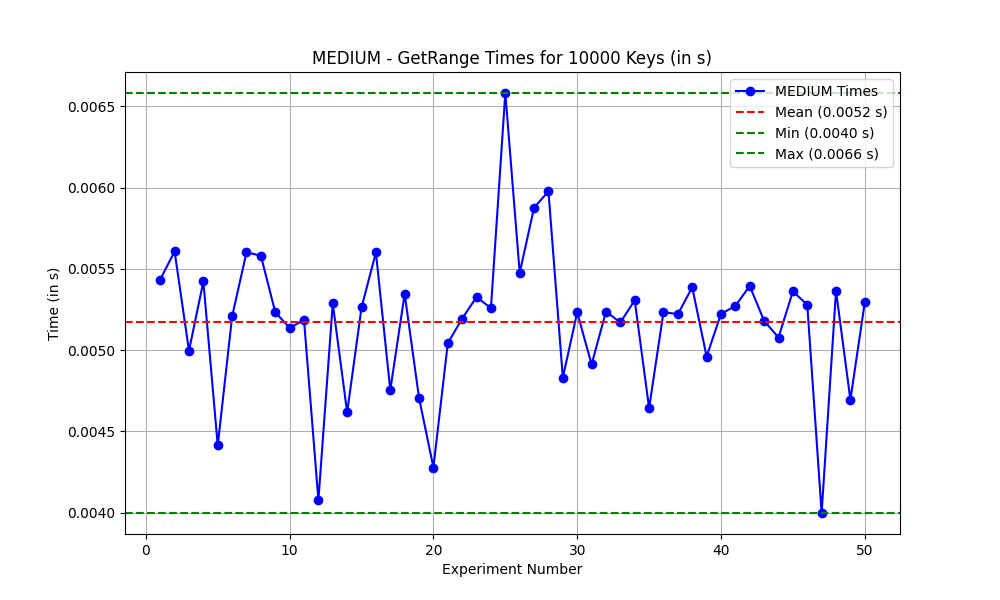 MEDIUM - GetRange Times for 10000 Keys (in s)
MEDIUM Times
Mean (0.0052 s)
Min (0.0040 s)
Max (0.0066 s)
0.0065
0.0060
0.0055
0.0050
0.0045
0.0040
Time (in s)
0 10 20 30 40 50
Experiment Number